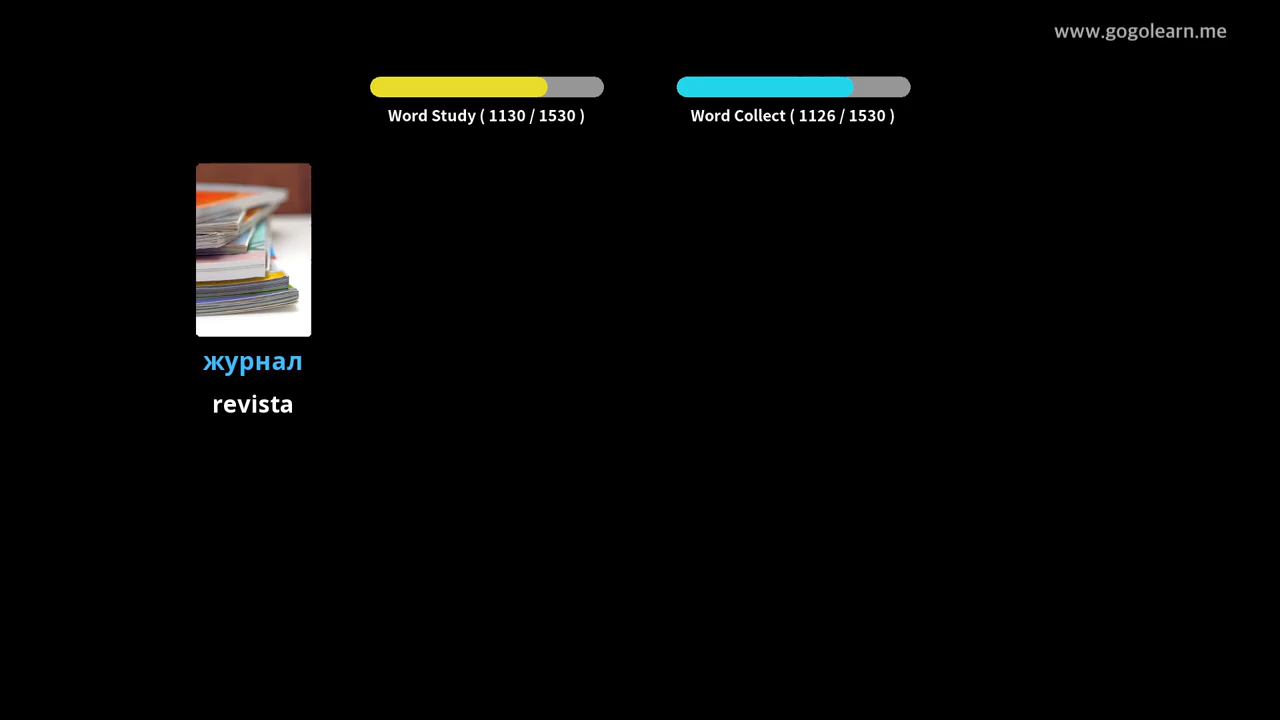 www.gogolearn.me
Word Study ( 1130 / 1530 )
Word Collect ( 1126 / 1530 )
журнал
revista